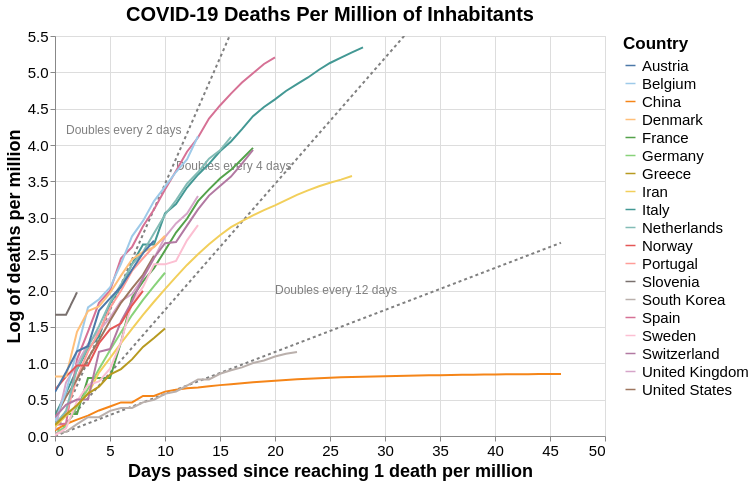 COVID-19 Deaths Per Million of Inhabitants
Log of deaths per million
5.5
5.0
4.5
4.0
3.5
3.0
2.5
2.0
1.5
1.0
0.5
0.0
Doubles every 2 days
Doubles every 4 days
Doubles every 12 days
0 5 10 15 20 25 30 35 40 45 50
Days passed since reaching 1 death per million
Country
Austria
Belgium
China
Denmark
France
Germany
Greece
Iran
Italy
Netherlands
Norway
Portugal
Slovenia
South Korea
Spain
Sweden
Switzerland
United Kingdom
United States